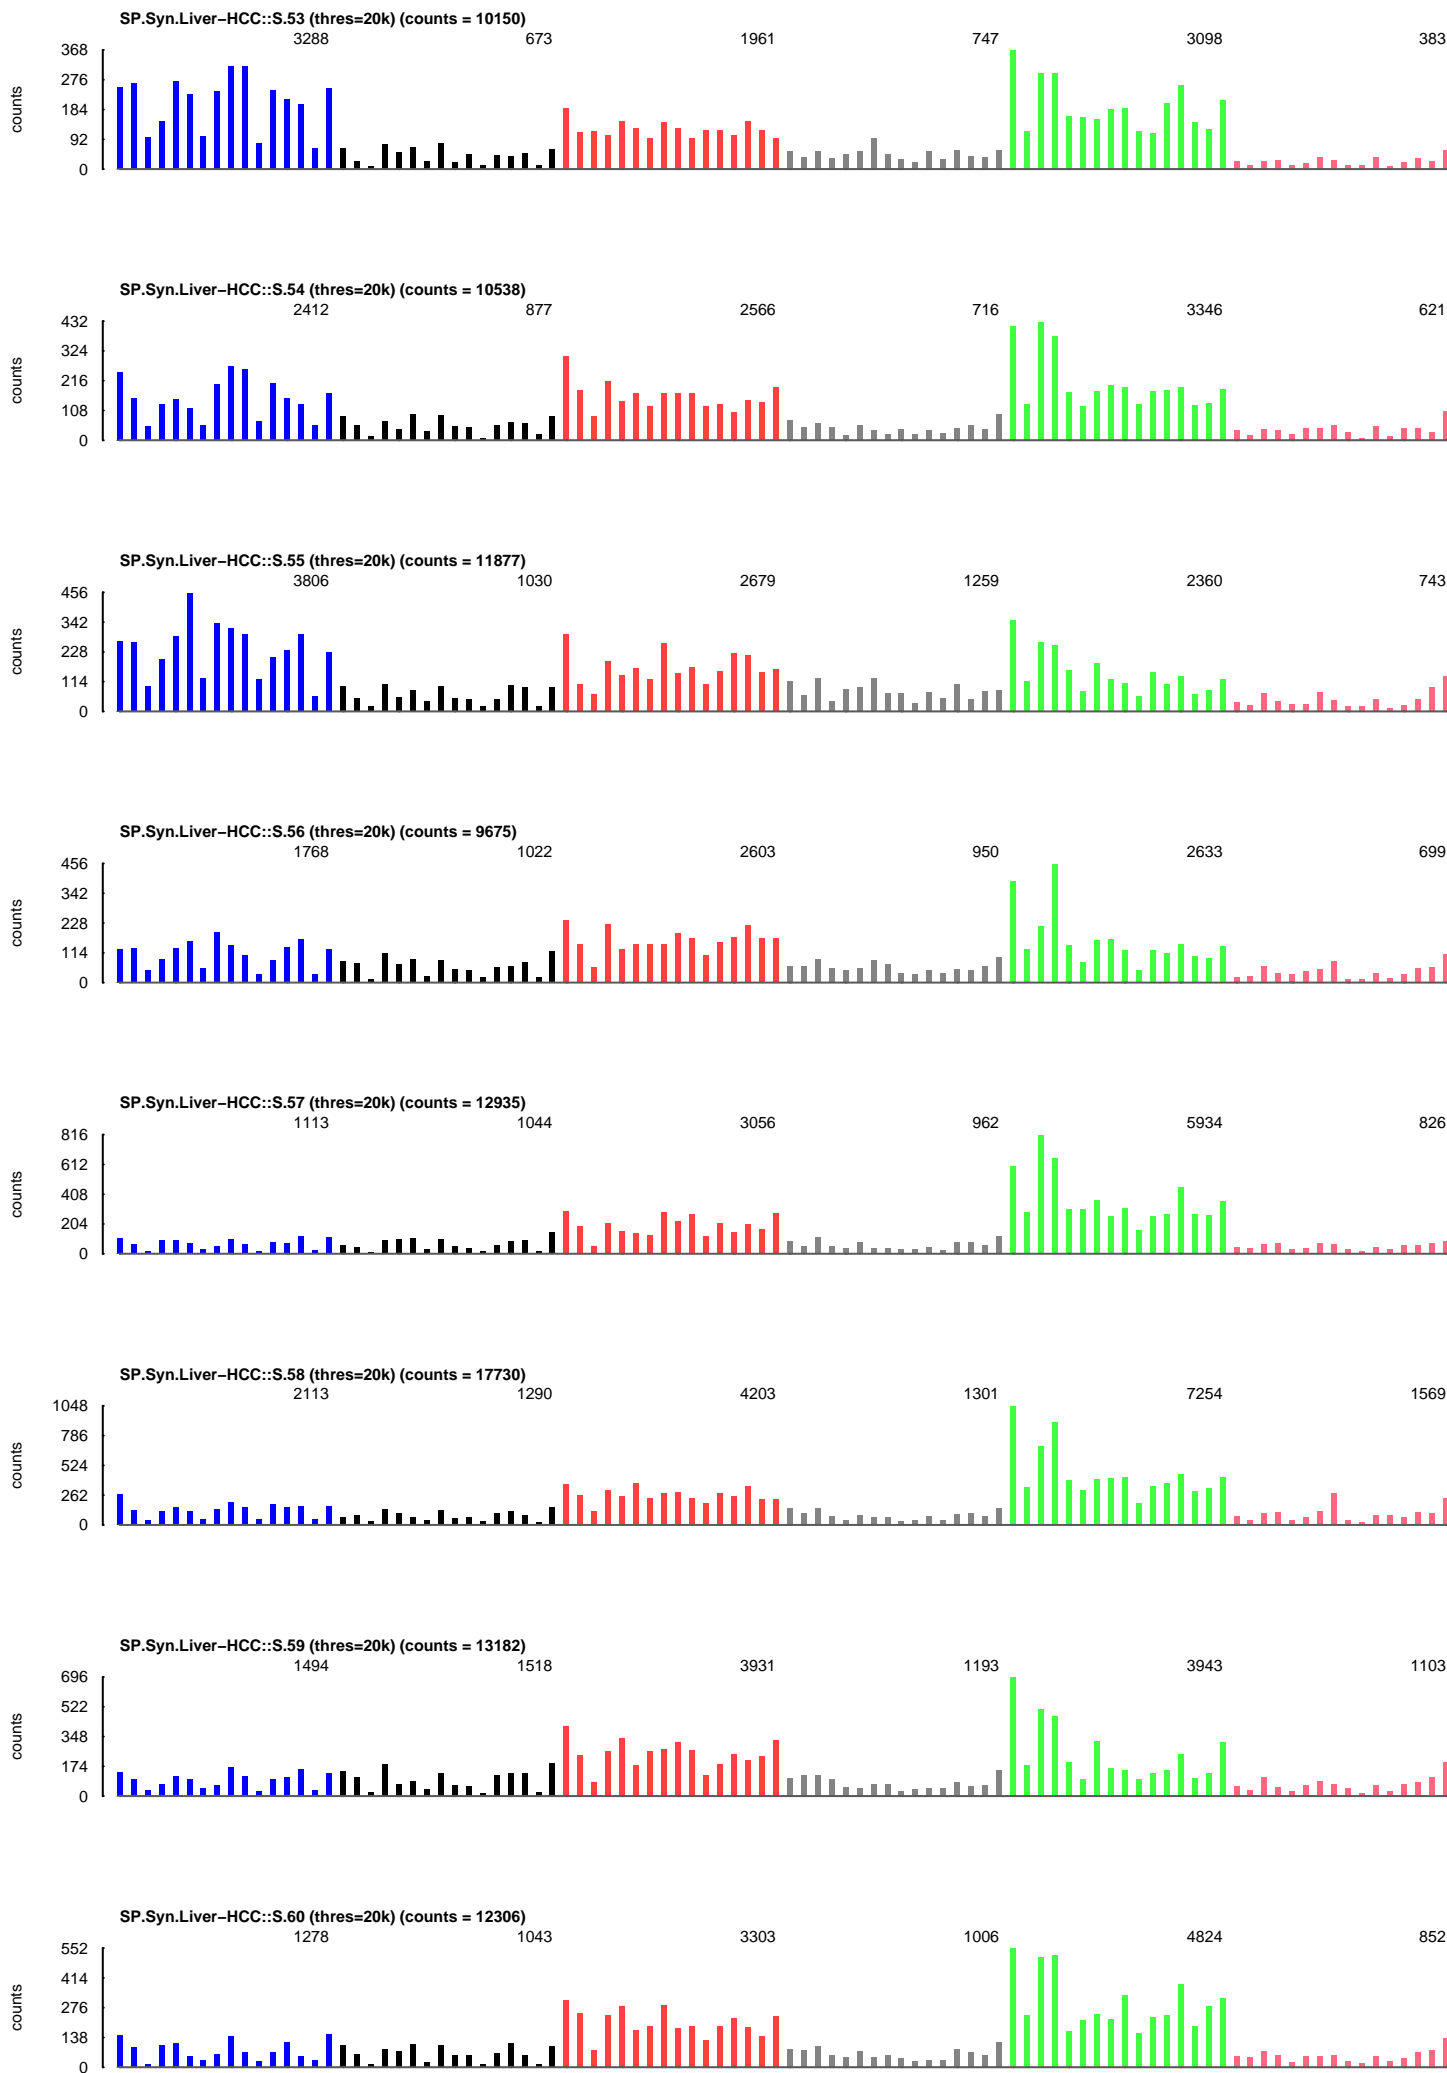 SP.Syn.Liver−HCC::S.53 (thres=20k) (counts = 10150)
3288 673 1961 747 3098 383
368
276
184
92
0
counts
SP.Syn.Liver−HCC::S.54 (thres=20k) (counts = 10538)
2412 877 2566 716 3346 621
432
324
216
108
0
counts
SP.Syn.Liver−HCC::S.55 (thres=20k) (counts = 11877)
3806 1030 2679 1259 2360 743
456
342
228
114
0
counts
SP.Syn.Liver−HCC::S.56 (thres=20k) (counts = 9675)
1768 1022 2603 950 2633 699
456
342
228
114
0
counts
SP.Syn.Liver−HCC::S.57 (thres=20k) (counts = 12935)
1113 1044 3056 962 5934 826
816
612
408
204
0
counts
SP.Syn.Liver−HCC::S.58 (thres=20k) (counts = 17730)
2113 1290 4203 1301 7254 1569
1048
786
524
262
0
counts
SP.Syn.Liver−HCC::S.59 (thres=20k) (counts = 13182)
1494 1518 3931 1193 3943 1103
696
522
348
174
0
counts
SP.Syn.Liver−HCC::S.60 (thres=20k) (counts = 12306)
1278 1043 3303 1006 4824 852
552
414
276
138
0
counts